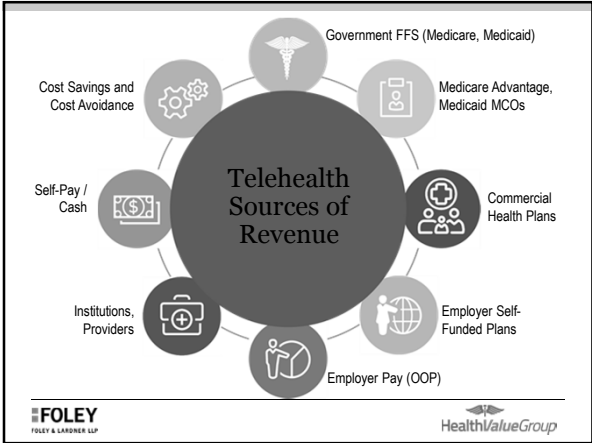 Government FFS (Medicare, Medicaid)
Cost Savings and
Cost Avoidance
Medicare Advantage,
Medicaid MCOs
Telehealth
Sources of
Revenue
Self-Pay /
Cash
Commercial
Health Plans
Institutions,
Providers
Employer Self-
Funded Plans
Employer Pay (OOP)
FOLEY
FOLEY & LARDNER LLP
HealthValueGroup